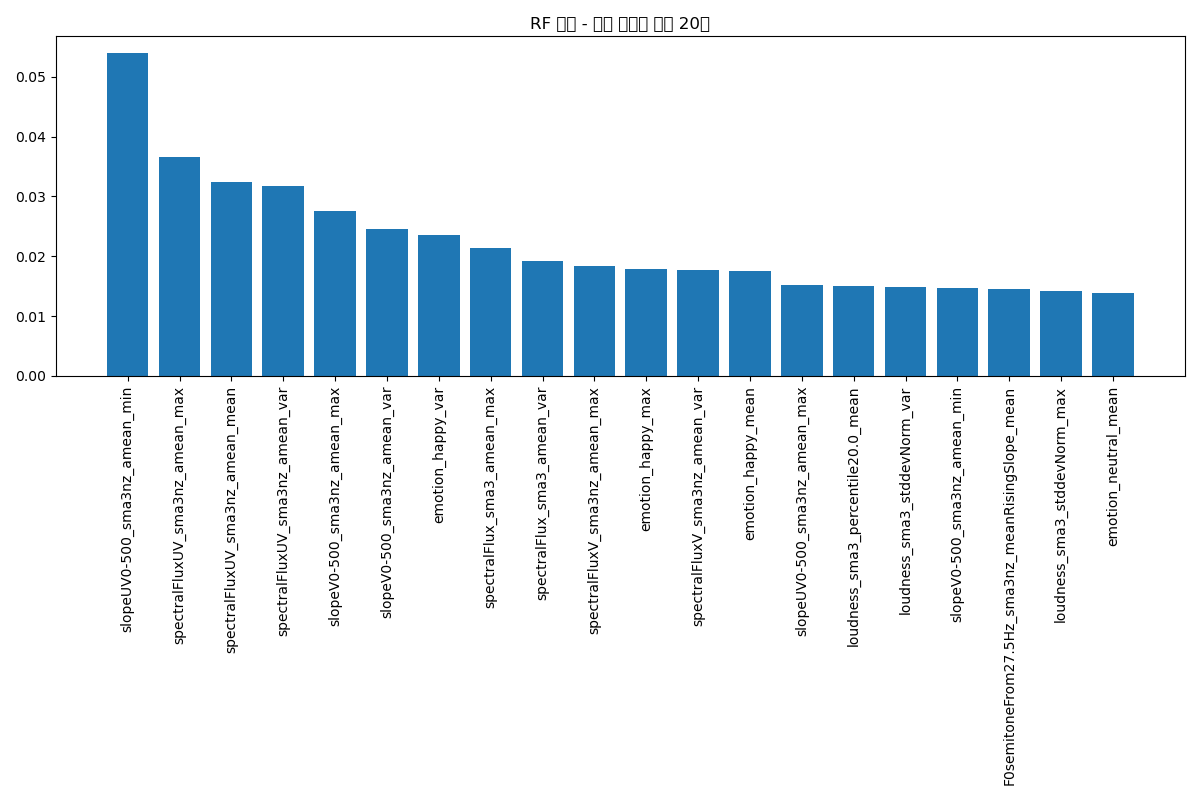 RF - 20
0.05
0.04
0.03
0.02
0.01
0.00
slopeUV0-500_sma3nz_amean_min
spectralFluxUV_sma3nz_amean_max
spectralFluxUV_sma3nz_amean_mean
spectralFluxUV_sma3nz_amean_var
slopeV0-500_sma3nz_amean_max
slopeV0-500_sma3nz_amean_var
emotion_happy_var
spectralFlux_sma3_amean_max
spectralFlux_sma3_amean_var
spectralFluxV_sma3nz_amean_max
emotion_happy_max
spectralFluxV_sma3nz_amean_var
emotion_happy_mean
slopeUV0-500_sma3nz_amean_max
loudness_sma3_percentile20.0_mean
loudness_sma3_stddevNorm_var
slopeV0-500_sma3nz_amean_min
F0semitoneFrom27.5Hz_sma3nz_meanRisingSlope_mean
loudness_sma3_stddevNorm_max
emotion_neutral_mean